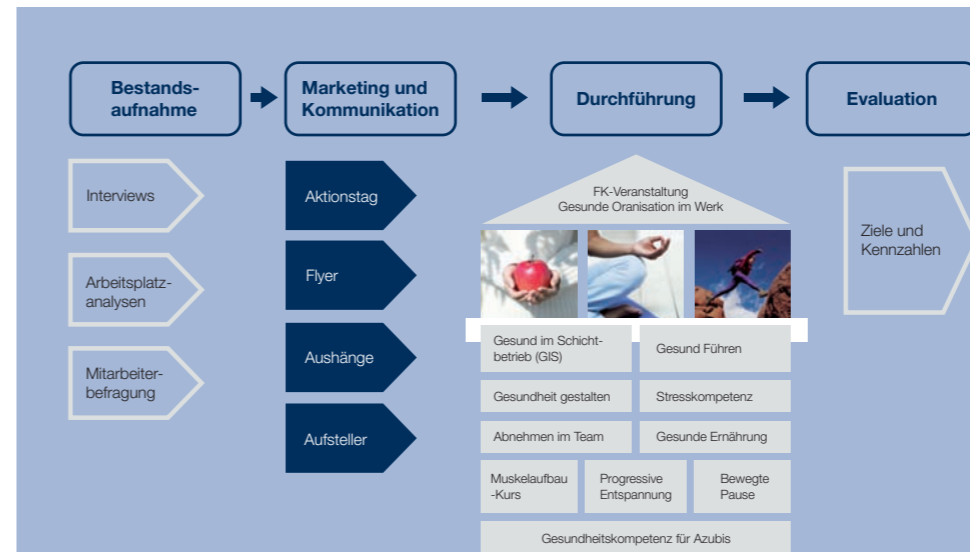 Bestands-
aufnahme
Marketing und
Kommunikation
Durchführung
Evaluation
Interviews
Arbeitsplatz-
analysen
Mitarbeiter-
befragung
Aktionstag
Flyer
Aushänge
Aufsteller
FK-Veranstaltung
Gesunde Oranisation im Werk
Gesund im Schicht-
betrieb (GIS)
Gesund Führen
Gesundheit gestalten
Stresskompetenz
Abnehmen im Team
Gesunde Ernährung
Muskelaufbau
-Kurs
Progressive
Entspannung
Bewegte
Pause
Gesundheitskompetenz für Azubis
Ziele und
Kennzahlen